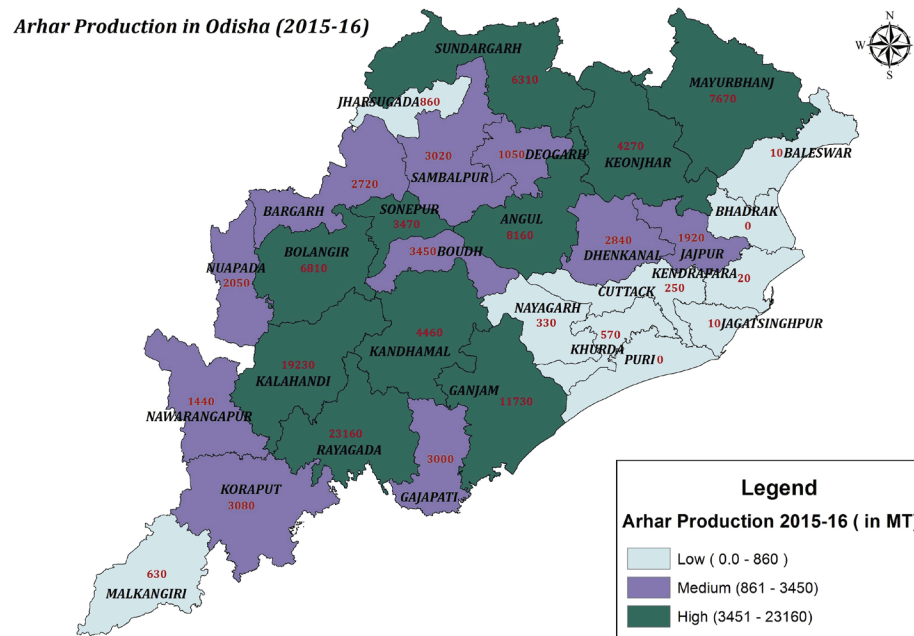 Arhar Production in Odisha (2015-16)
N
W E
S
SUNDARGARH
6310
MAYURBHANJ
7670
JHARSUGADA 860
4270
KEONJHAR
10 BALESWAR
3020
SAMBALPUR
1050 DEOGARH
2720
BARGARH
SONEPUR
3470
ANGUL
8160
BHADRAK
0
BOLANGIR
6810
3450 BOUDH
2840
DHENKANAL
1920
JAJPUR
NUAPADA
2050
KENDRAPARA
20
CUTTACK
250
NAYAGARH
330
10 JAGATSINGHPUR
570
KHURDA
PURI 0
4460
KANDHAMAL
19230
KALAHANDI
GANJAM
11730
1440
NAWARANGAPUR
23160
RAYAGADA
3000
GAJAPATI
KORAPUT
3080
630
MALKANGIRI
Legend
Arhar Production 2015-16 ( in MT)
Low ( 0.0 - 860 )
Medium (861 - 3450)
High (3451 - 23160)